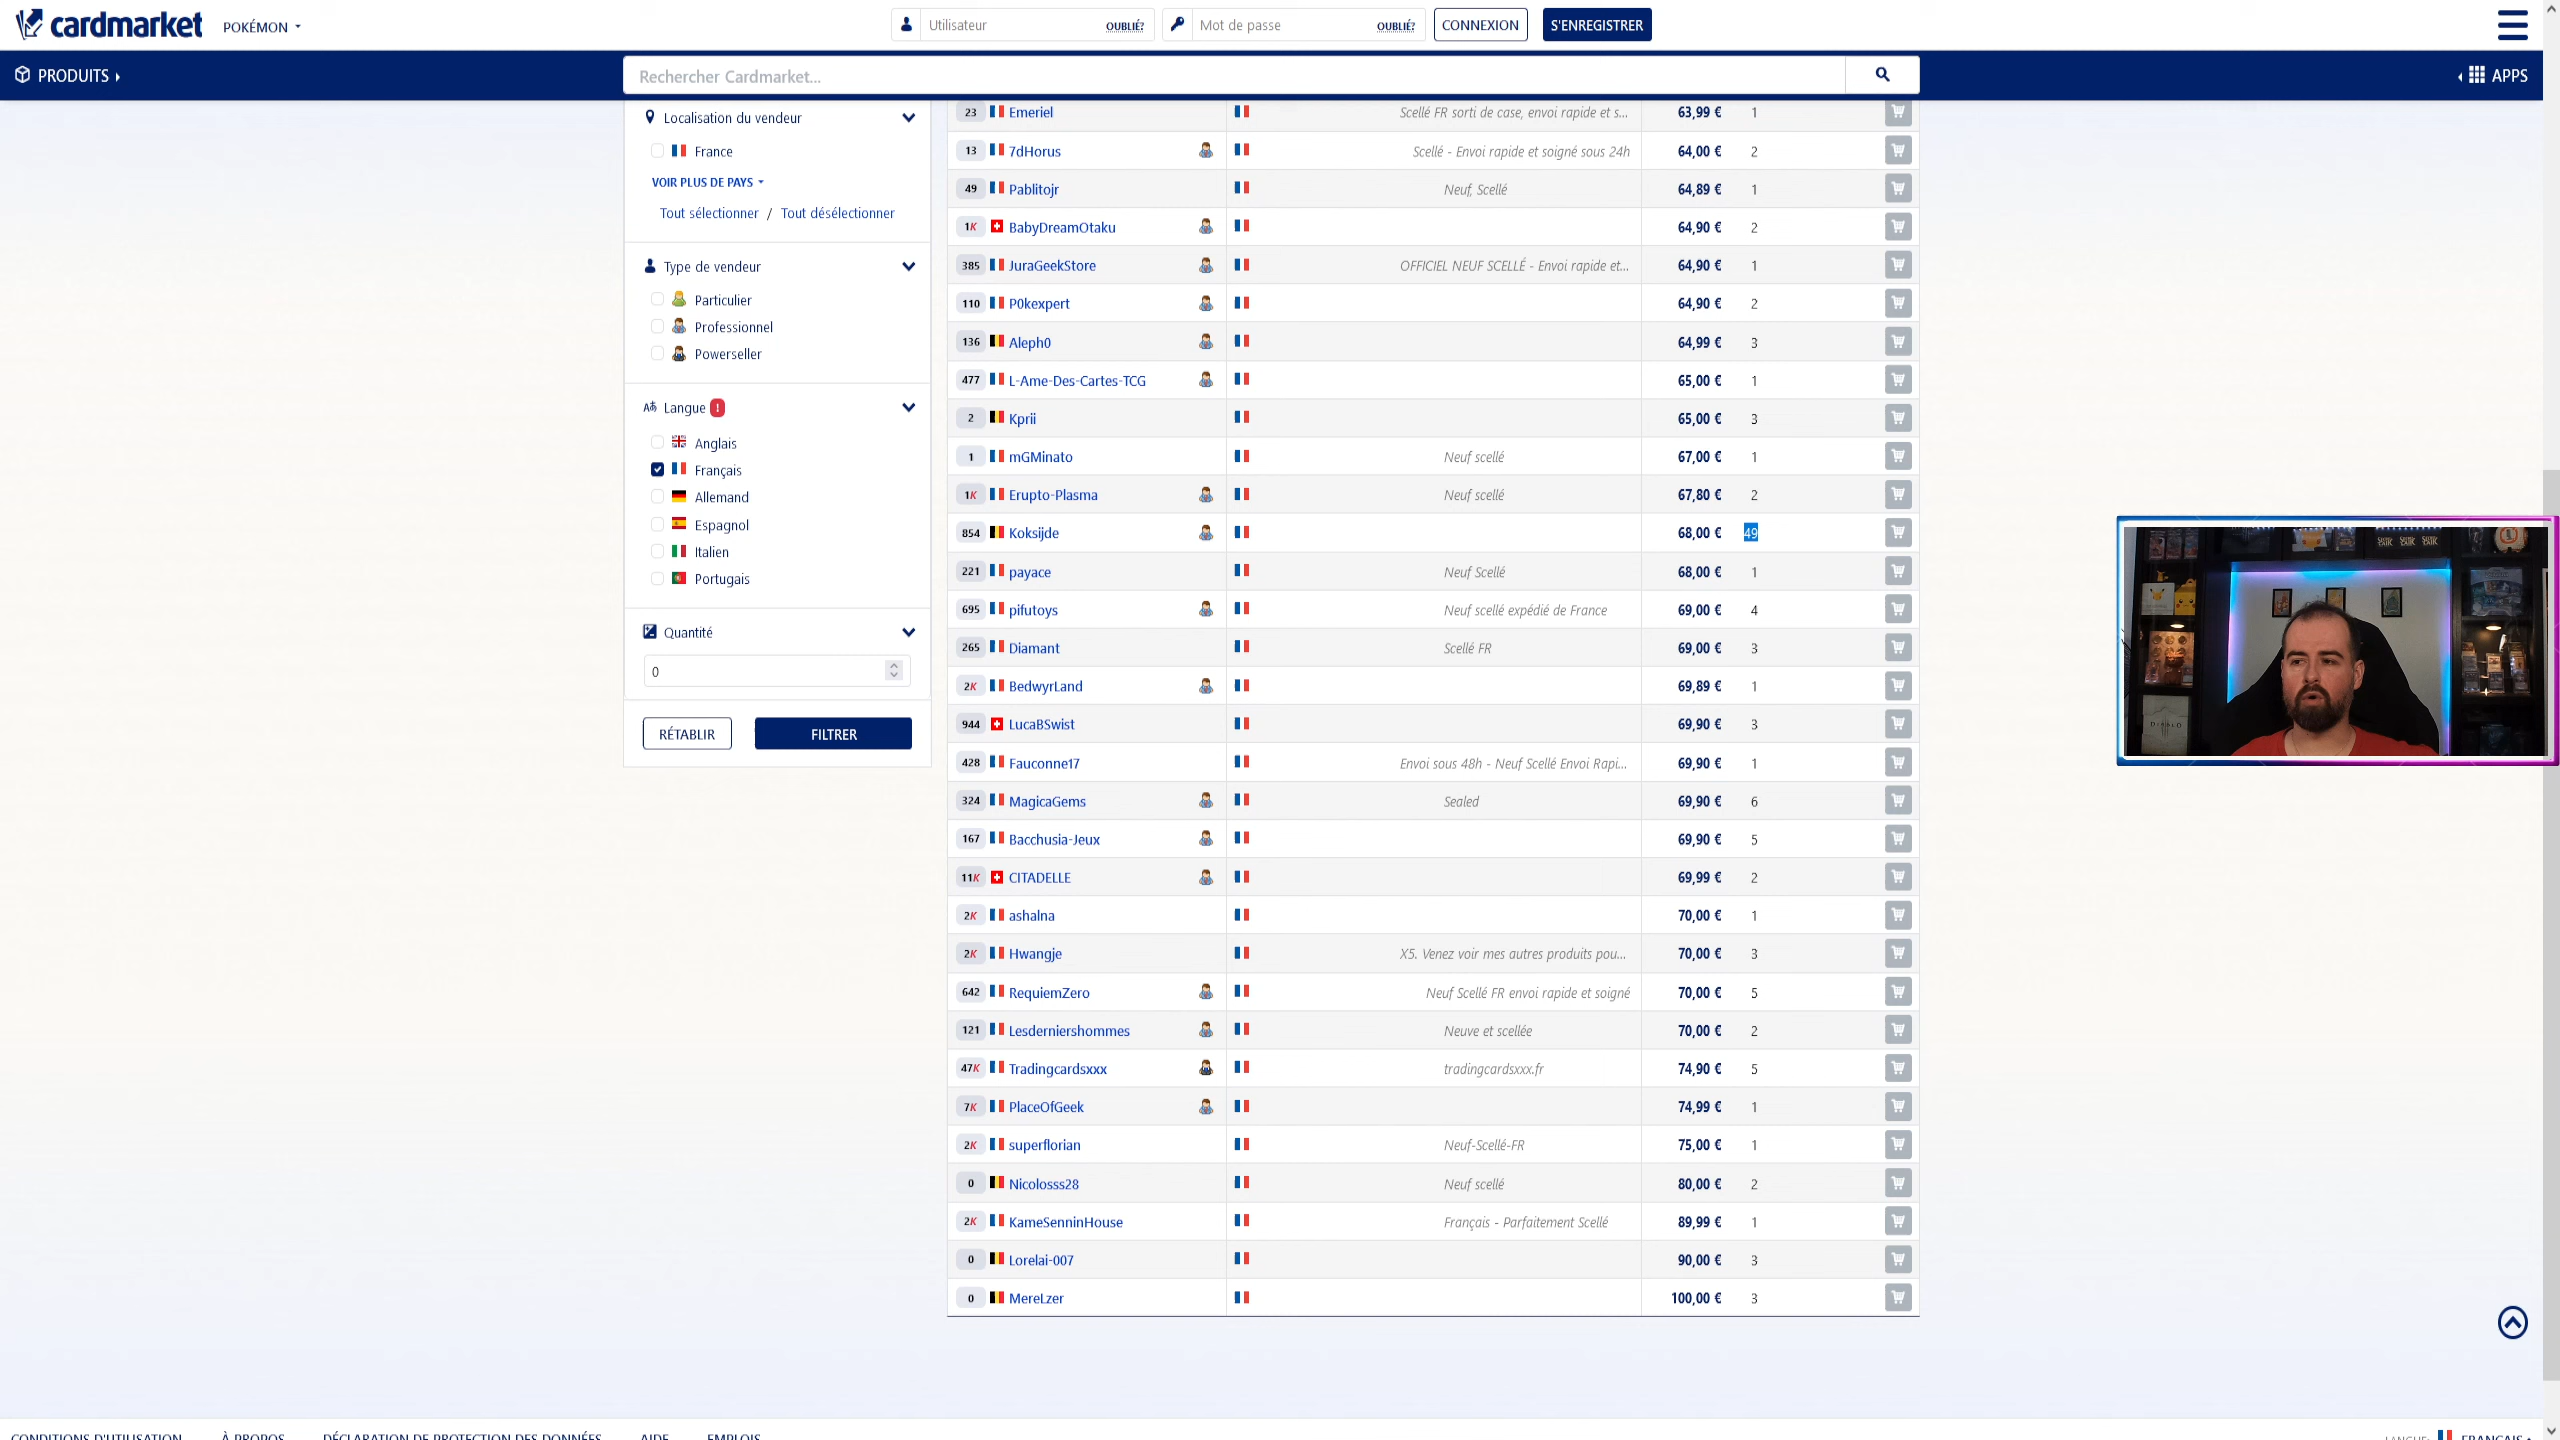 cardmarket POKÉMON Utilisateur OUBLIÉ? Mot de passe OUBLIÉ? CONNEXION S'ENREGISTRER
PRODUITS Rechercher Cardmarket... APPS
Localisation du vendeur
France
VOIR PLUS DE PAYS
Tout sélectionner / Tout désélectionner
Type de vendeur
Particulier
Professionnel
Powerseller
Langue !
Anglais
Français
Allemand
Espagnol
Italien
Portugais
Quantité
0
RÉTABLIR FILTRER
23 Emeriel Scellé FR sorti de case, envoi rapide et s... 63,99 € 1
13 7dHorus Scellé - Envoi rapide et soigné sous 24h 64,00 € 2
49 Pablitojr Neuf, Scellé 64,89 € 1
1K BabyDreamOtaku 64,90 € 2
385 JuraGeekStore OFFICIEL NEUF SCELLÉ - Envoi rapide et... 64,90 € 1
110 P0kexpert 64,90 € 2
136 Aleph0 64,99 € 3
477 L-Ame-Des-Cartes-TCG 65,00 € 1
2 Kprii 65,00 € 3
1 mGMinato Neuf scellé 67,00 € 1
1K Erupto-Plasma Neuf scellé 67,80 € 2
854 Koksijde 68,00 € 49
221 payace Neuf Scellé 68,00 € 1
695 pifutoys Neuf scellé expédié de France 69,00 € 4
265 Diamant Scellé FR 69,00 € 3
2K BedwyrLand 69,89 € 1
944 LucaBSwist 69,90 € 3
428 Fauconne17 Envoi sous 48h - Neuf Scellé Envoi Rapi... 69,90 € 1
324 MagicaGems Sealed 69,90 € 6
167 Bacchusia-Jeux 69,90 € 5
11K CITADELLE 69,99 € 2
2K ashalna 70,00 € 1
2K Hwangje X5. Venez voir mes autres produits pou... 70,00 € 3
642 RequiemZero Neuf Scellé FR envoi rapide et soigné 70,00 € 5
121 Lesderniershommes Neuve et scellée 70,00 € 2
47K Tradingcardsxxx tradingcardsxxx.fr 74,90 € 5
7K PlaceOfGeek 74,99 € 1
2K superflorian Neuf-Scellé-FR 75,00 € 1
0 Nicolosss28 Neuf scellé 80,00 € 2
2K KameSenninHouse Français - Parfaitement Scellé 89,99 € 1
0 Lorelai-007 90,00 € 3
0 MereLzer 100,00 € 3
DIABLO
CONDITIONS D'UTILISATION À PROPOS DÉCLARATION DE PROTECTION DES DONNÉES AIDE EMPLOIS LANGUE: FRANÇAIS